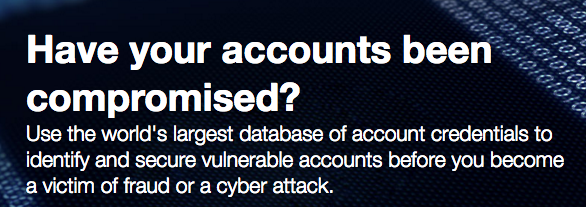 Have your accounts been
compromised?
Use the world's largest database of account credentials to
identify and secure vulnerable accounts before you become
a victim of fraud or a cyber attack.